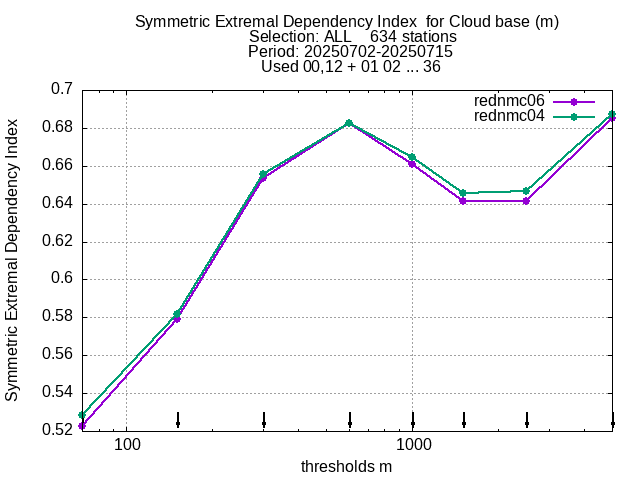 Symmetric Extremal Dependency Index  for Cloud base (m)
Selection: ALL    634 stations
Period: 20250702-20250715
Used 00,12 + 01 02 ... 36
rednmc06
rednmc04
Symmetric Extremal Dependency Index
0.7
0.68
0.66
0.64
0.62
0.6
0.58
0.56
0.54
0.52
100
1000
thresholds m